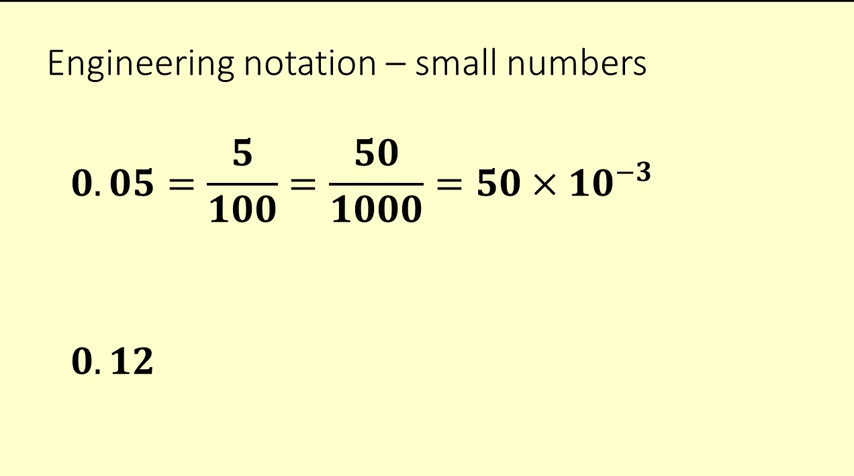 Engineering notation – small numbers
0.05 = 5/100 = 50/1000 = 50 × 10⁻³
0.12